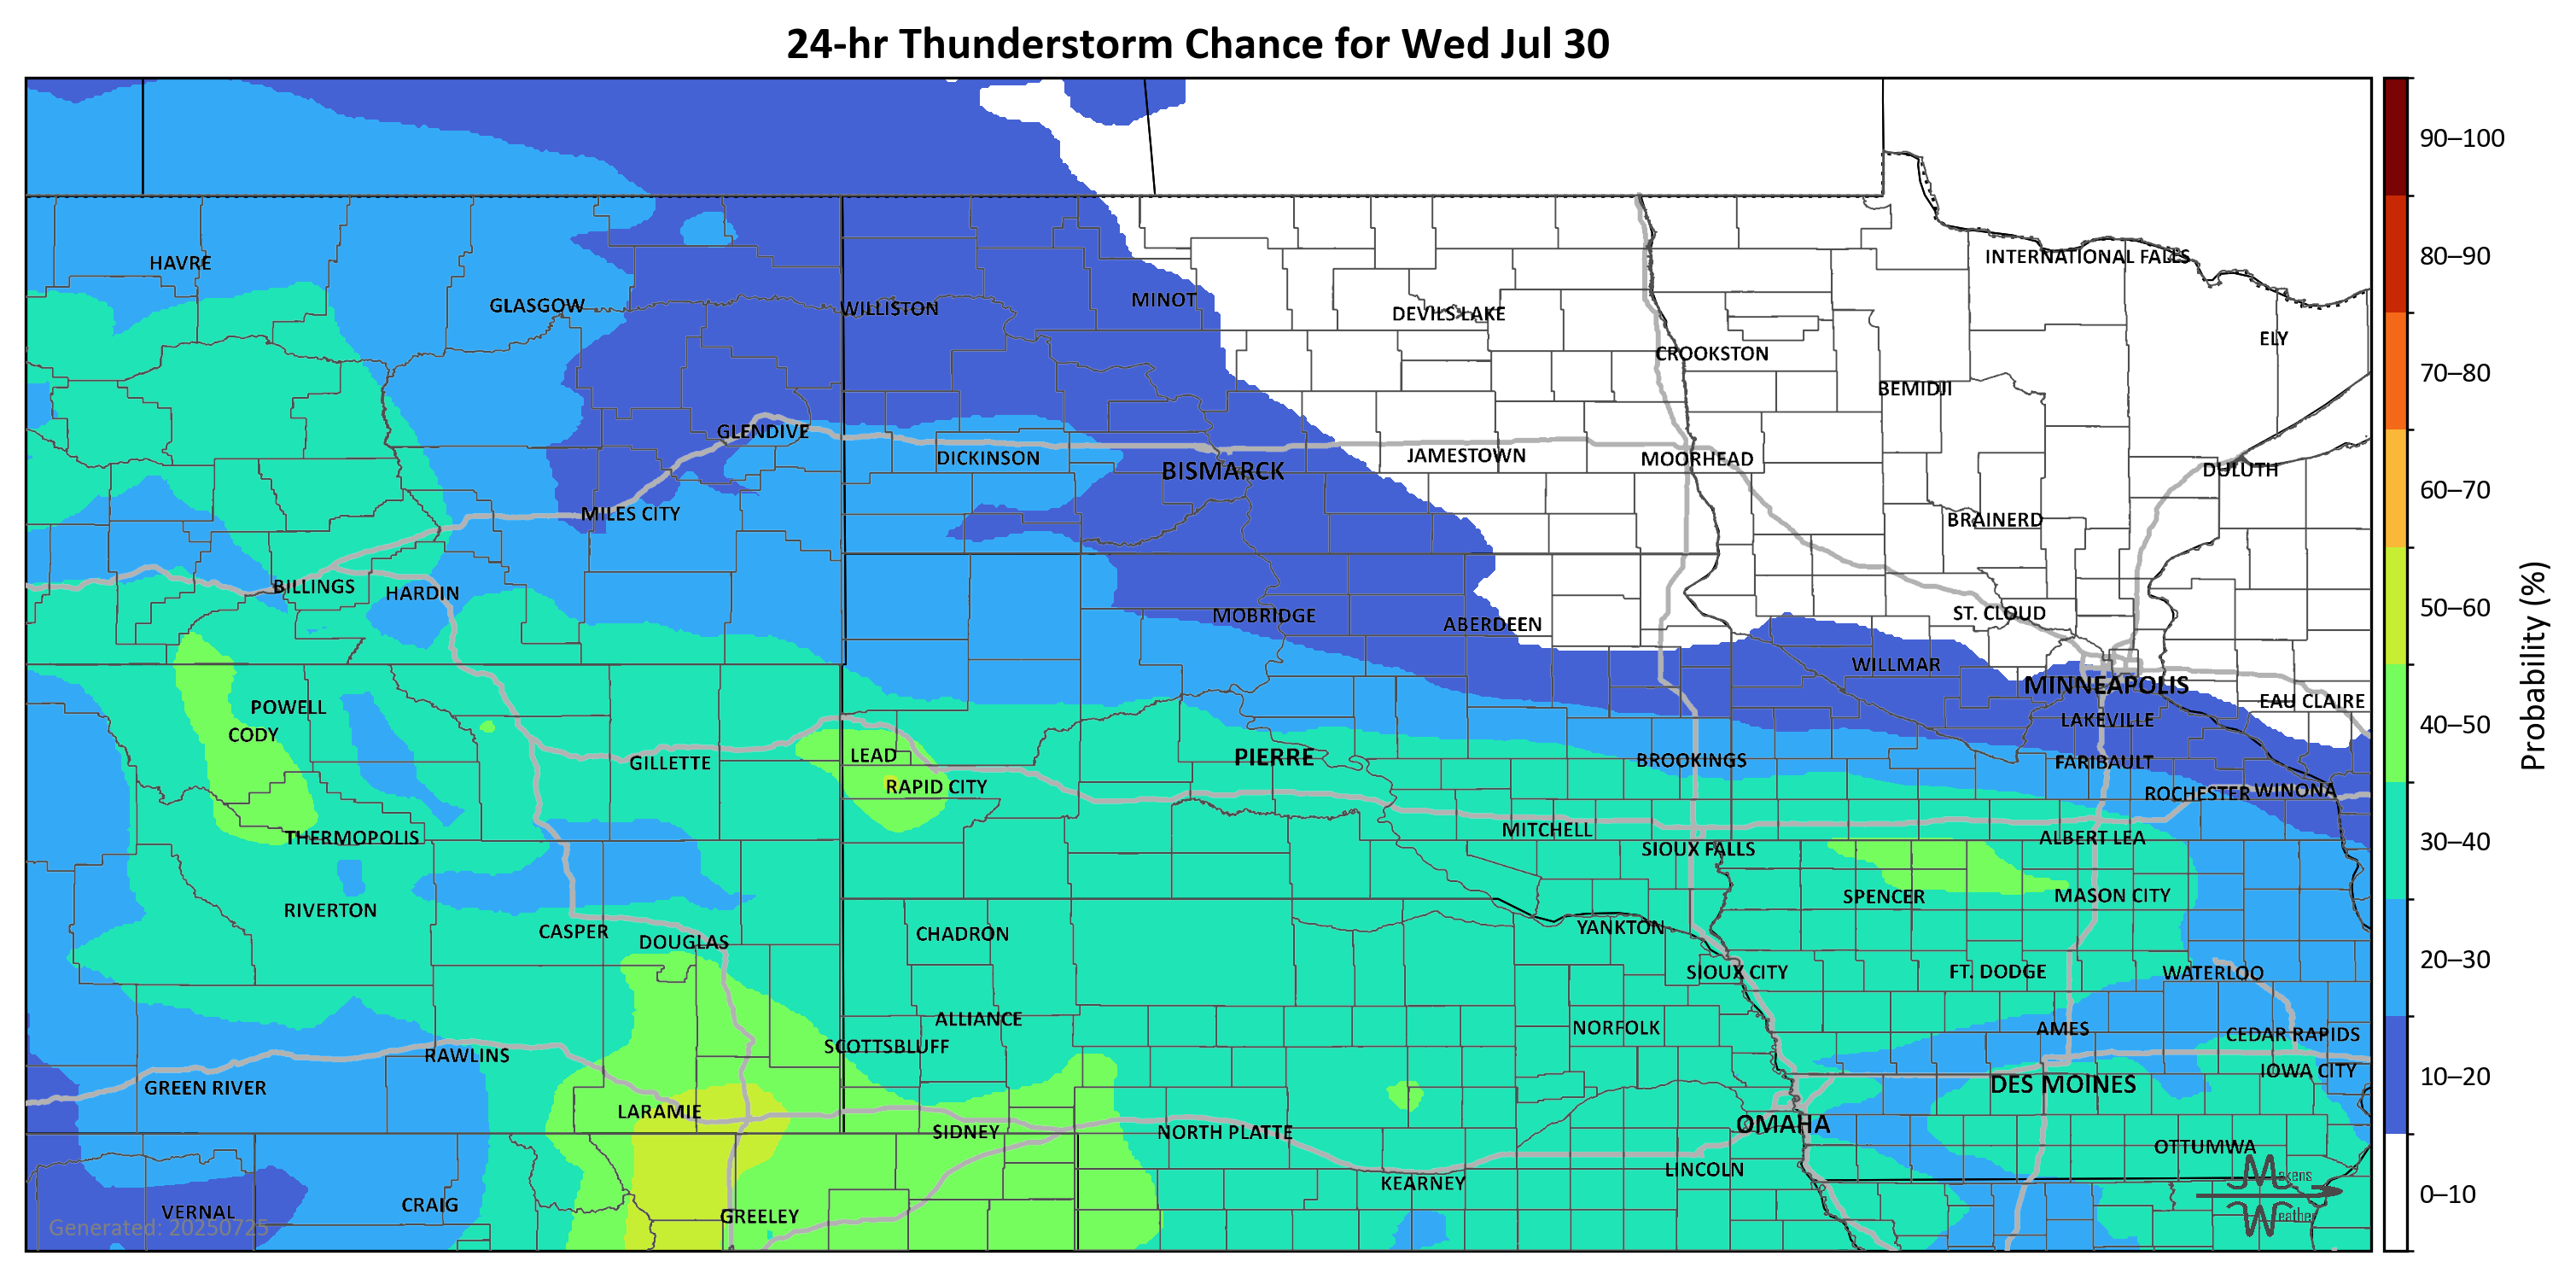 24-hr Thunderstorm Chance for Wed Jul 30
90–100
INTERNATIONAL FALLS
80–90
HAVRE
GLASGOW
WILLISTON
MINOT
DEVILS LAKE
ELY
CROOKSTON
70–80
BEMIDJI
GLENDIVE
DICKINSON
BISMARCK
JAMESTOWN
MOORHEAD
DULUTH
60–70
MILES CITY
BRAINERD
BILLINGS
HARDIN
MOBRIDGE
ABERDEEN
ST. CLOUD
50–60
WILLMAR
MINNEAPOLIS
Probability (%)
POWELL
EAU CLAIRE
LAKEVILLE
40–50
CODY
GILLETTE
LEAD
PIERRE
BROOKINGS
FARIBAULT
RAPID CITY
ROCHESTER
WINONA
THERMOPOLIS
MITCHELL
ALBERT LEA
30–40
SIOUX FALLS
SPENCER
MASON CITY
RIVERTON
CASPER
DOUGLAS
CHADRON
YANKTON
20–30
SIOUX CITY
FT. DODGE
WATERLOO
ALLIANCE
NORFOLK
AMES
CEDAR RAPIDS
RAWLINS
SCOTTSBLUFF
IOWA CITY
10–20
GREEN RIVER
DES MOINES
LARAMIE
SIDNEY
NORTH PLATTE
OMAHA
OTTUMWA
LINCOLN
KEARNEY
Makens
0–10
VERNAL
CRAIG
GREELEY
Weather
Generated: 20250725